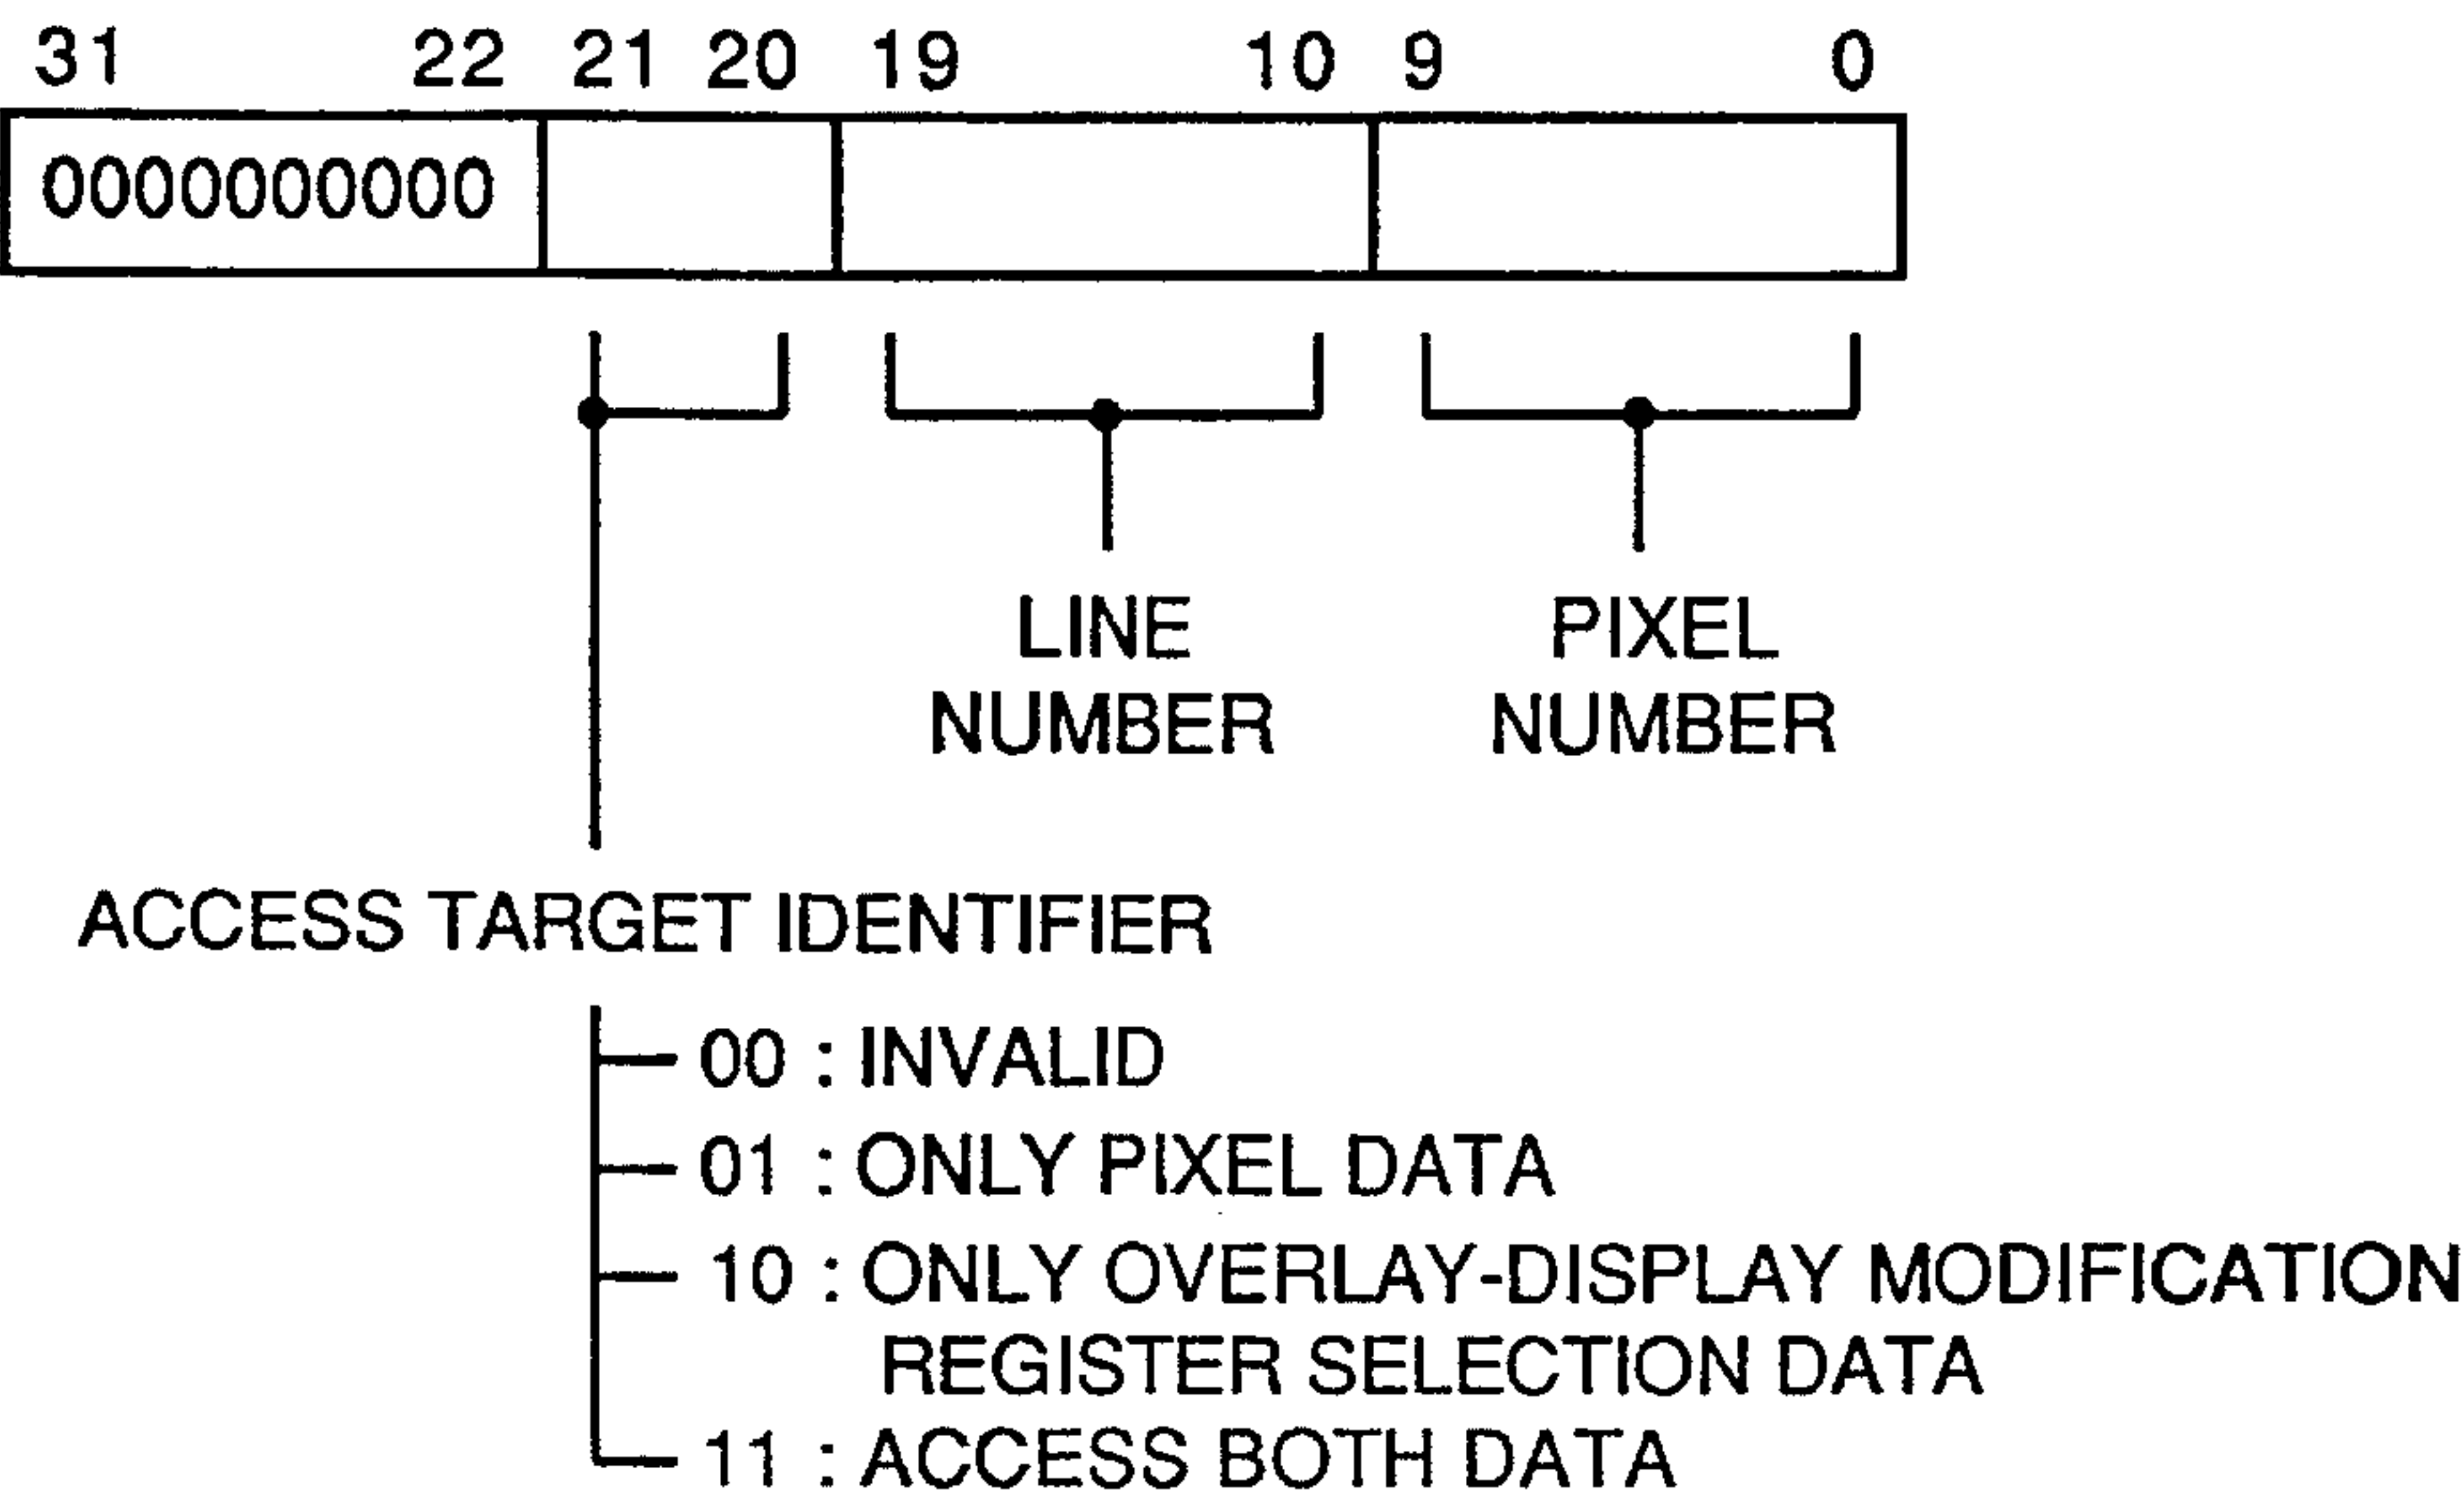 31 22 21 20 19 10 9 0
0000000000
LINE NUMBER
PIXEL NUMBER
ACCESS TARGET IDENTIFIER
00 : INVALID
01 : ONLY PIXEL DATA
10 : ONLY OVERLAY-DISPLAY MODIFICATION
REGISTER SELECTION DATA
11 : ACCESS BOTH DATA